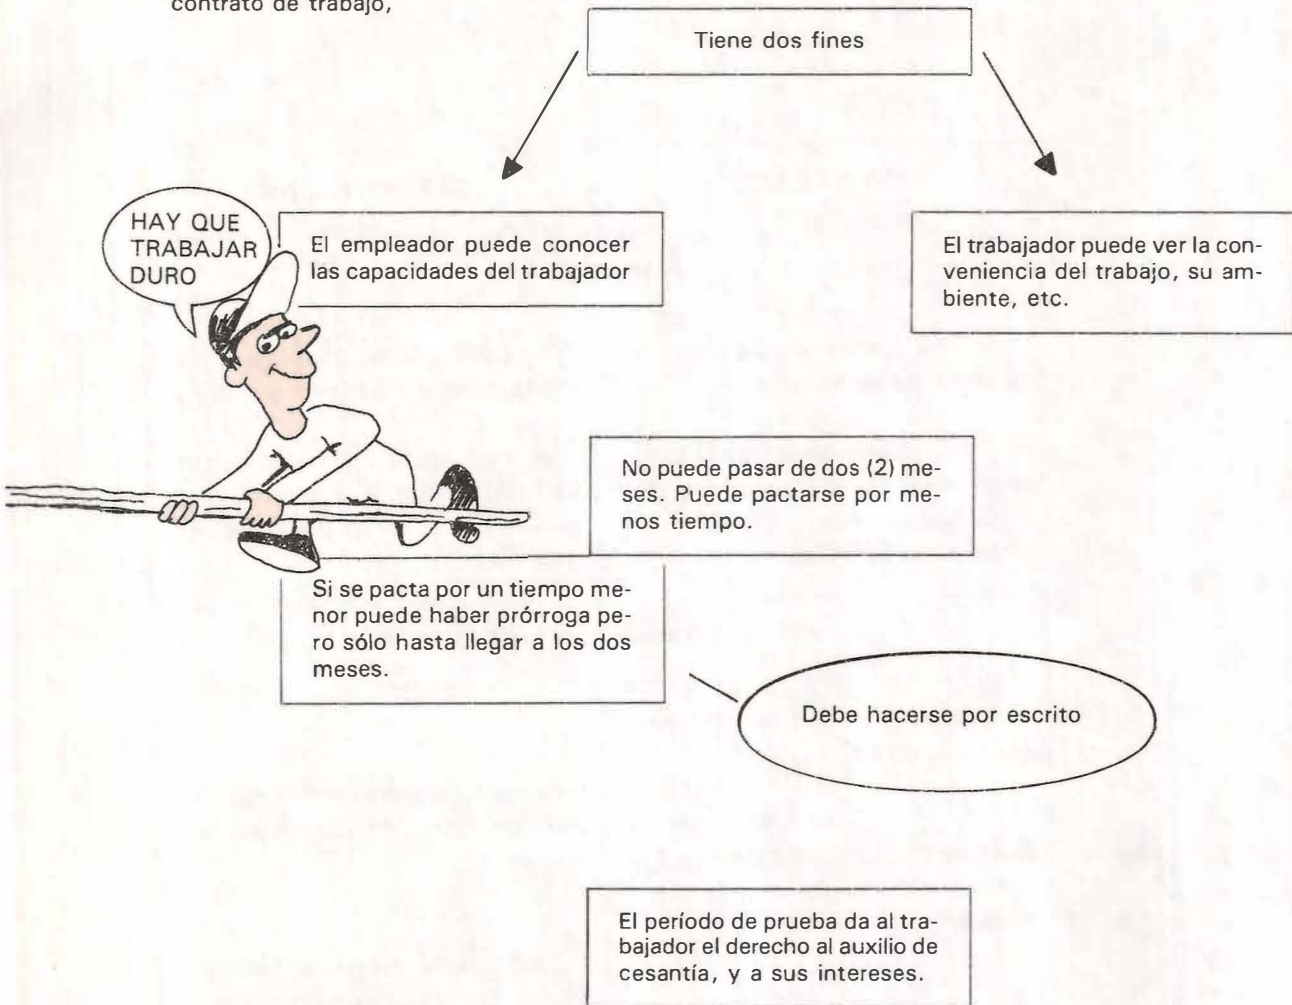 contrato de trabajo,
Tiene dos fines
HAY QUE
TRABAJAR
DURO
El empleador puede conocer
las capacidades del trabajador
El trabajador puede ver la con-
veniencia del trabajo, su am-
biente, etc.
No puede pasar de dos (2) me-
ses. Puede pactarse por me-
nos tiempo.
Si se pacta por un tiempo me-
nor puede haber prórroga pe-
ro sólo hasta llegar a los dos
meses.
Debe hacerse por escrito
El período de prueba da al tra-
bajador el derecho al auxilio de
cesantía, y a sus intereses.